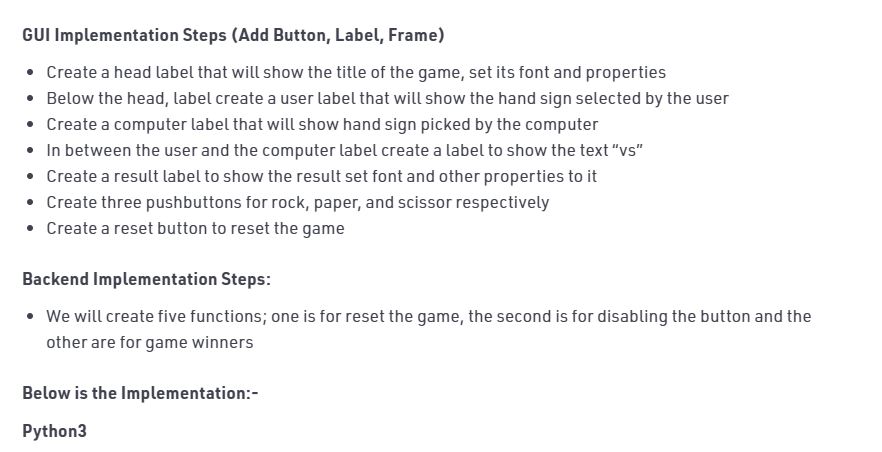 GUI Implementation Steps (Add Button, Label, Frame)
• Create a head label that will show the title of the game, set its font and properties
• Below the head, label create a user label that will show the hand sign selected by the user
• Create a computer label that will show hand sign picked by the computer
• In between the user and the computer label create a label to show the text “vs”
• Create a result label to show the result set font and other properties to it
• Create three pushbuttons for rock, paper, and scissor respectively
• Create a reset button to reset the game
Backend Implementation Steps:
• We will create five functions; one is for reset the game, the second is for disabling the button and the
other are for game winners
Below is the Implementation:-
Python3